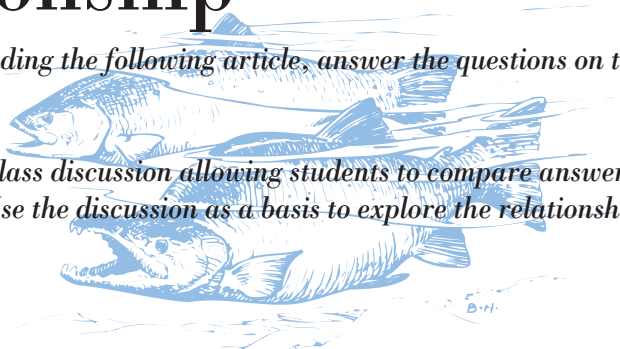 onship
ding the following article, answer the questions on t
lass discussion allowing students to compare answer
se the discussion as a basis to explore the relationsh
B·H·